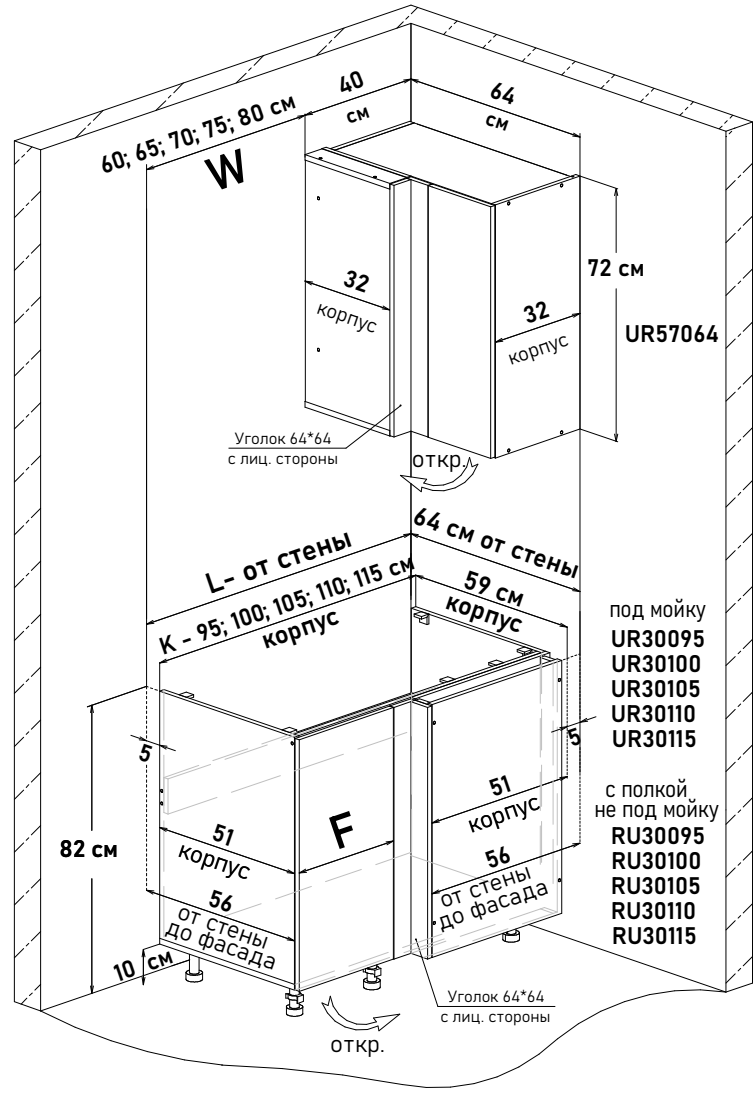 40
см
64
см
60; 65; 70; 75; 80 см
W
32
корпус
32
корпус
72 см
UR57064
Уголок 64*64
с лиц. стороны
откр.
L- от стены
64 см от стены
K - 95; 100; 105; 110; 115 см
корпус
59 см
корпус
под мойку
UR30095
UR30100
UR30105
UR30110
UR30115
5
5
51
корпус
F
51
корпус
с полкой
не под мойку
RU30095
RU30100
RU30105
RU30110
RU30115
82 см
56
от стены
до фасада
56
от стены
до фасада
10 см
Уголок 64*64
с лиц. стороны
откр.